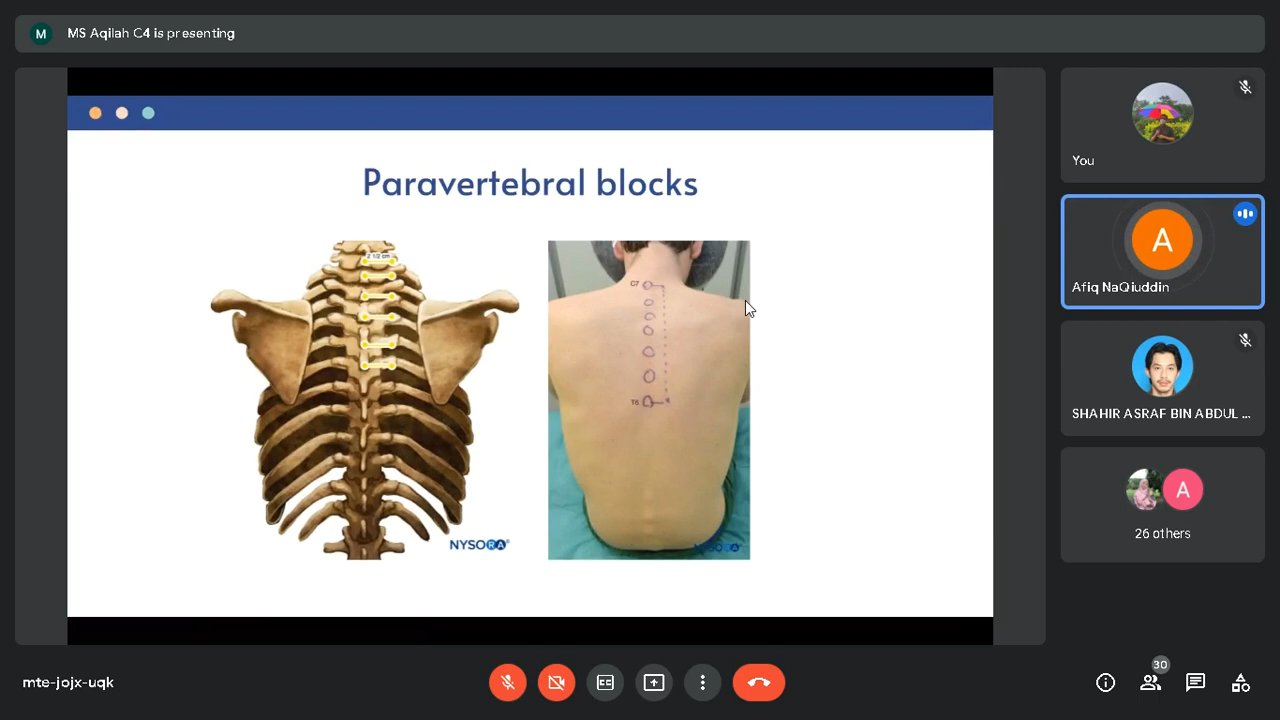 M
MS Aqilah C4 is presenting
Paravertebral blocks
2 1/2 cm
C7
NYSORA®
NYSORA®
You
A
Afiq NaQiuddin
SHAHIR ASRAF BIN ABDUL ...
A
26 others
mte-jojx-uqk
30